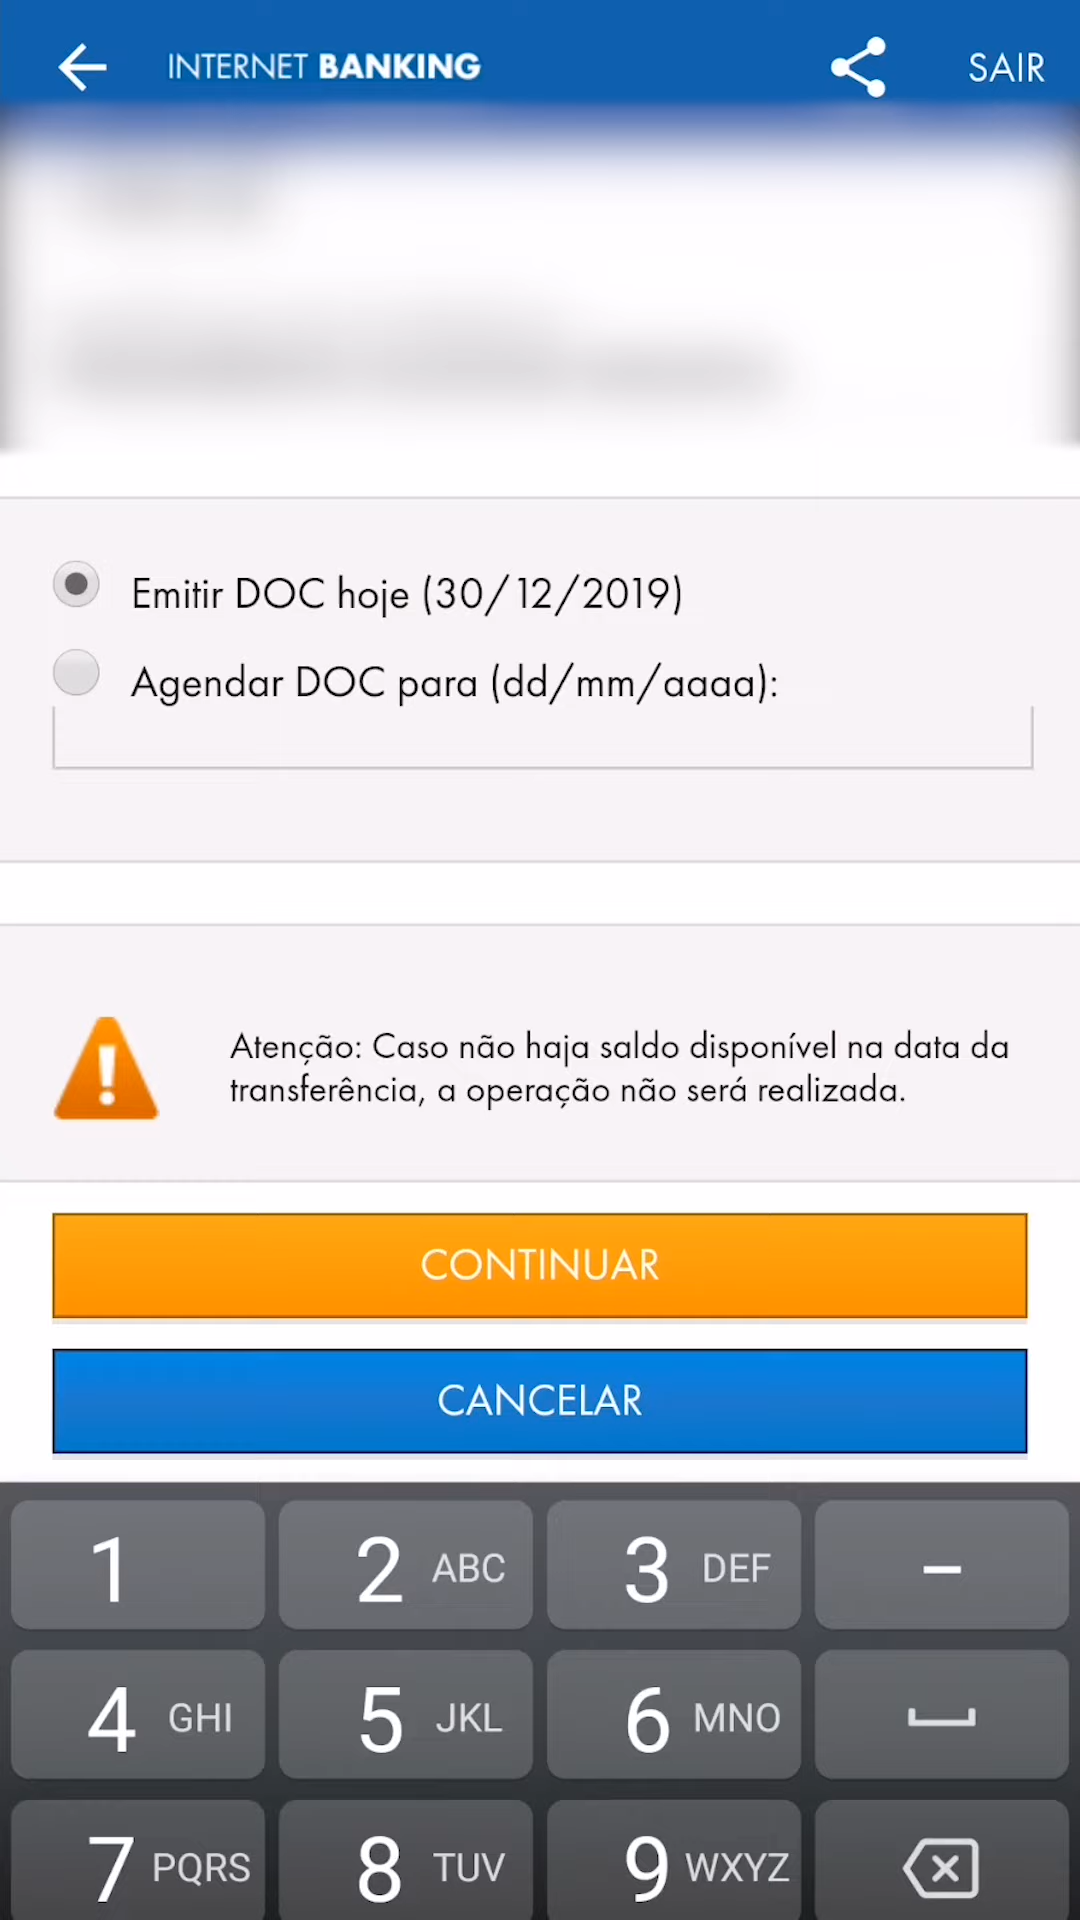 INTERNET BANKING
SAIR
Emitir DOC hoje (30/12/2019)
Agendar DOC para (dd/mm/aaaa):
Atenção: Caso não haja saldo disponível na data da
transferência, a operação não será realizada.
CONTINUAR
CANCELAR
1
2 ABC
3 DEF
–
4 GHI
5 JKL
6 MNO
7 PQRS
8 TUV
9 WXYZ